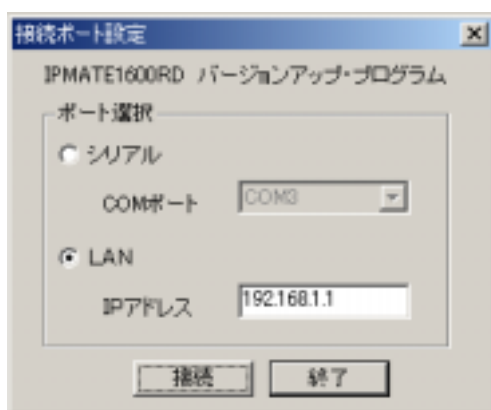 接続ポート設定
IPMATE1600RD バージョンアップ・プログラム
ポート選択
シリアル
COMポート COM3
LAN
IPアドレス 192.168.1.1
接続 終了